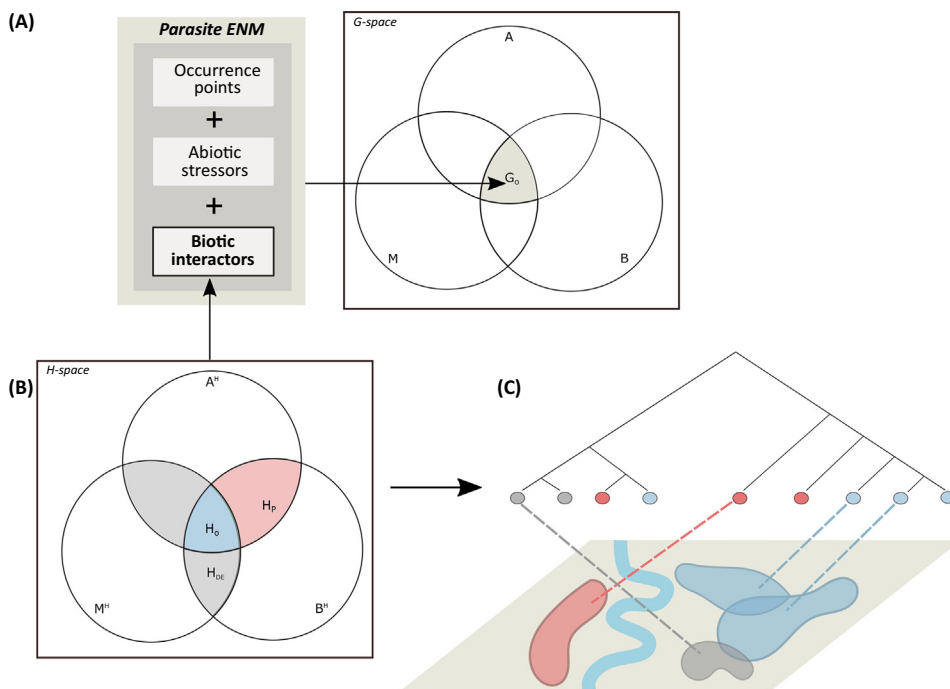 (A)
Parasite ENM
Occurrence
points
+
Abiotic
stressors
+
Biotic
interactors
G-space
A
G₀
M
B
(B)
H-space
Aᴴ
Hₚ
H₀
H_DE
Mᴴ
Bᴴ
(C)